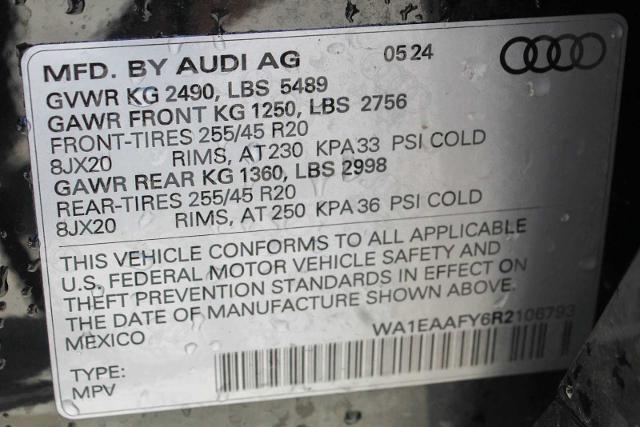 MFD. BY AUDI AG 05 24
GVWR KG 2490, LBS 5489
GAWR FRONT KG 1250, LBS 2756
FRONT-TIRES 255/45 R20
8JX20 RIMS, AT 230 KPA 33 PSI COLD
GAWR REAR KG 1360, LBS 2998
REAR-TIRES 255/45 R20
8JX20 RIMS, AT 250 KPA 36 PSI COLD
THIS VEHICLE CONFORMS TO ALL APPLICABLE
U.S. FEDERAL MOTOR VEHICLE SAFETY AND
THEFT PREVENTION STANDARDS IN EFFECT ON
THE DATE OF MANUFACTURE SHOWN ABOVE.
MEXICO
WA1EAAFY6R2106793
TYPE:
MPV